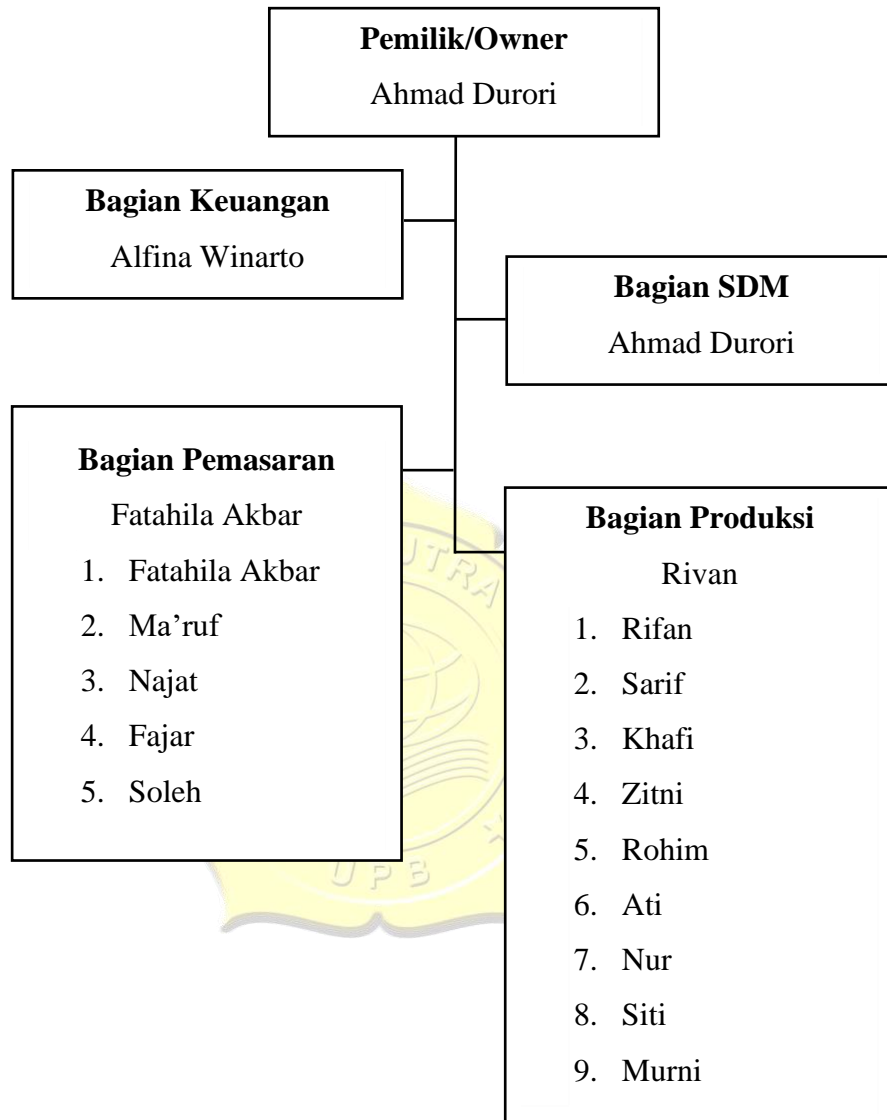 Pemilik/Owner
Ahmad Durori
Bagian Keuangan
Alfina Winarto
Bagian SDM
Ahmad Durori
Bagian Pemasaran
Fatahila Akbar
1. Fatahila Akbar
2. Ma’ruf
3. Najat
4. Fajar
5. Soleh
Bagian Produksi
Rivan
1. Rifan
2. Sarif
3. Khafi
4. Zitni
5. Rohim
6. Ati
7. Nur
8. Siti
9. Murni
UPB